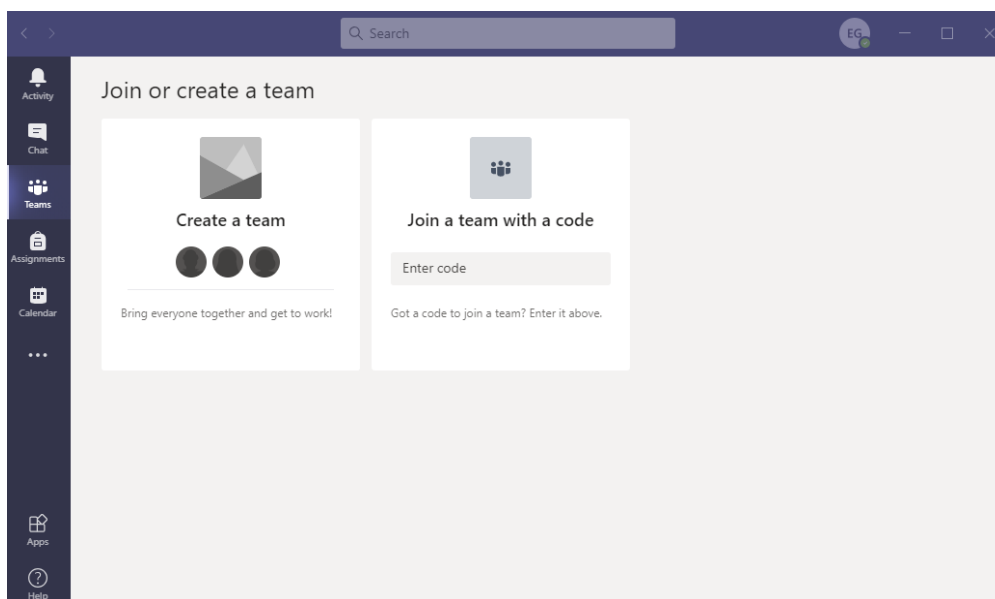 Search
EG
Activity
Chat
Teams
Assignments
Calendar
Apps
Help
Join or create a team
Create a team
Bring everyone together and get to work!
Join a team with a code
Enter code
Got a code to join a team? Enter it above.